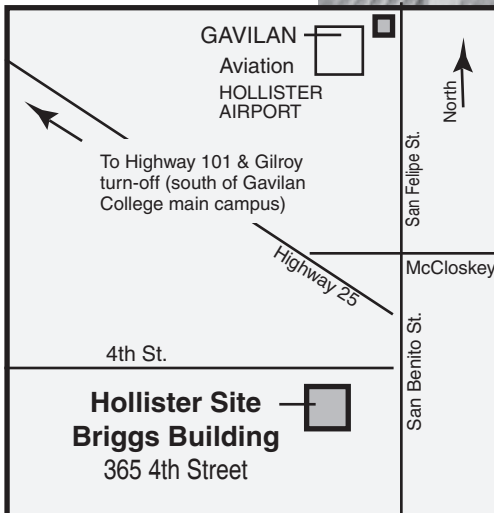 GAVILAN
Aviation
HOLLISTER
AIRPORT
North
San Felipe St.
To Highway 101 & Gilroy
turn-off (south of Gavilan
College main campus)
Highway 25
McCloskey
San Benito St.
4th St.
Hollister Site
Briggs Building
365 4th Street